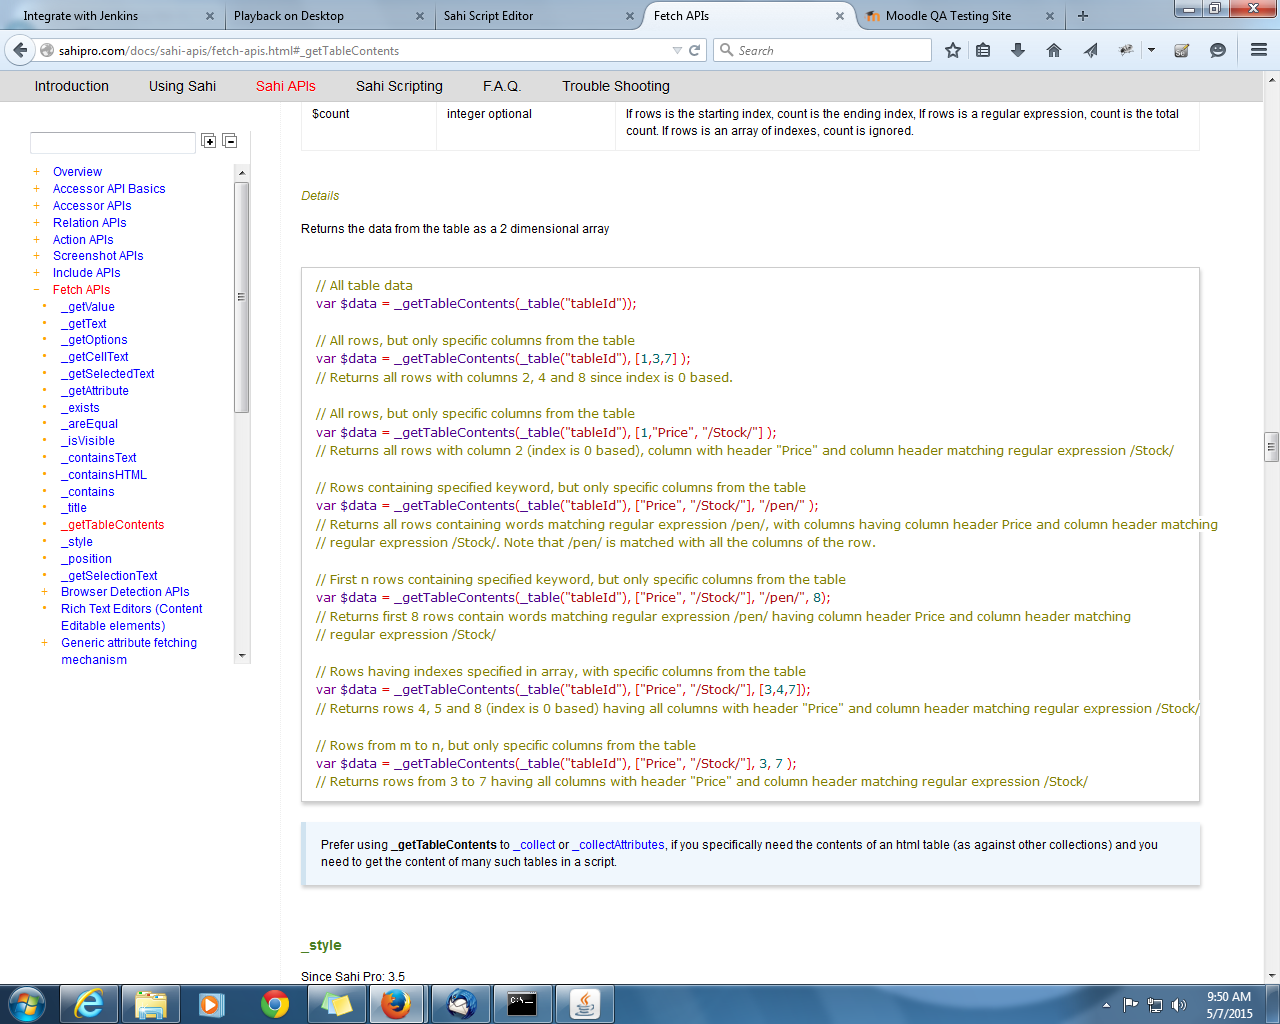 Integrate with Jenkins
Playback on Desktop
Sahi Script Editor
Fetch APIs
Moodle QA Testing Site
sahipro.com/docs/sahi-apis/fetch-apis.html#_getTableContents
Search
Introduction
Using Sahi
Sahi APIs
Sahi Scripting
F.A.Q.
Trouble Shooting
Overview
Accessor API Basics
Accessor APIs
Relation APIs
Action APIs
Screenshot APIs
Include APIs
Fetch APIs
_getValue
_getText
_getOptions
_getCellText
_getSelectedText
_getAttribute
_exists
_areEqual
_isVisible
_containsText
_containsHTML
_contains
_title
_getTableContents
_style
_position
_getSelectionText
Browser Detection APIs
Rich Text Editors (Content
Editable elements)
Generic attribute fetching
mechanism
$count
integer optional
If rows is the starting index, count is the ending index, If rows is a regular expression, count is the total
count. If rows is an array of indexes, count is ignored.
Details
Returns the data from the table as a 2 dimensional array
// All table data
var $data = _getTableContents(_table("tableId"));
// All rows, but only specific columns from the table
var $data = _getTableContents(_table("tableId"), [1,3,7] );
// Returns all rows with columns 2, 4 and 8 since index is 0 based.
// All rows, but only specific columns from the table
var $data = _getTableContents(_table("tableId"), [1,"Price", "/Stock/"] );
// Returns all rows with column 2 (index is 0 based), column with header "Price" and column header matching regular expression /Stock/
// Rows containing specified keyword, but only specific columns from the table
var $data = _getTableContents(_table("tableId"), ["Price", "/Stock/"], "/pen/" );
// Returns all rows containing words matching regular expression /pen/, with columns having column header Price and column header matching
// regular expression /Stock/. Note that /pen/ is matched with all the columns of the row.
// First n rows containing specified keyword, but only specific columns from the table
var $data = _getTableContents(_table("tableId"), ["Price", "/Stock/"], "/pen/", 8);
// Returns first 8 rows contain words matching regular expression /pen/ having column header Price and column header matching
// regular expression /Stock/
// Rows having indexes specified in array, with specific columns from the table
var $data = _getTableContents(_table("tableId"), ["Price", "/Stock/"], [3,4,7]);
// Returns rows 4, 5 and 8 (index is 0 based) having all columns with header "Price" and column header matching regular expression /Stock/
// Rows from m to n, but only specific columns from the table
var $data = _getTableContents(_table("tableId"), ["Price", "/Stock/"], 3, 7 );
// Returns rows from 3 to 7 having all columns with header "Price" and column header matching regular expression /Stock/
Prefer using _getTableContents to _collect or _collectAttributes, if you specifically need the contents of an html table (as against other collections) and you
need to get the content of many such tables in a script.
_style
Since Sahi Pro: 3.5
9:50 AM
5/7/2015